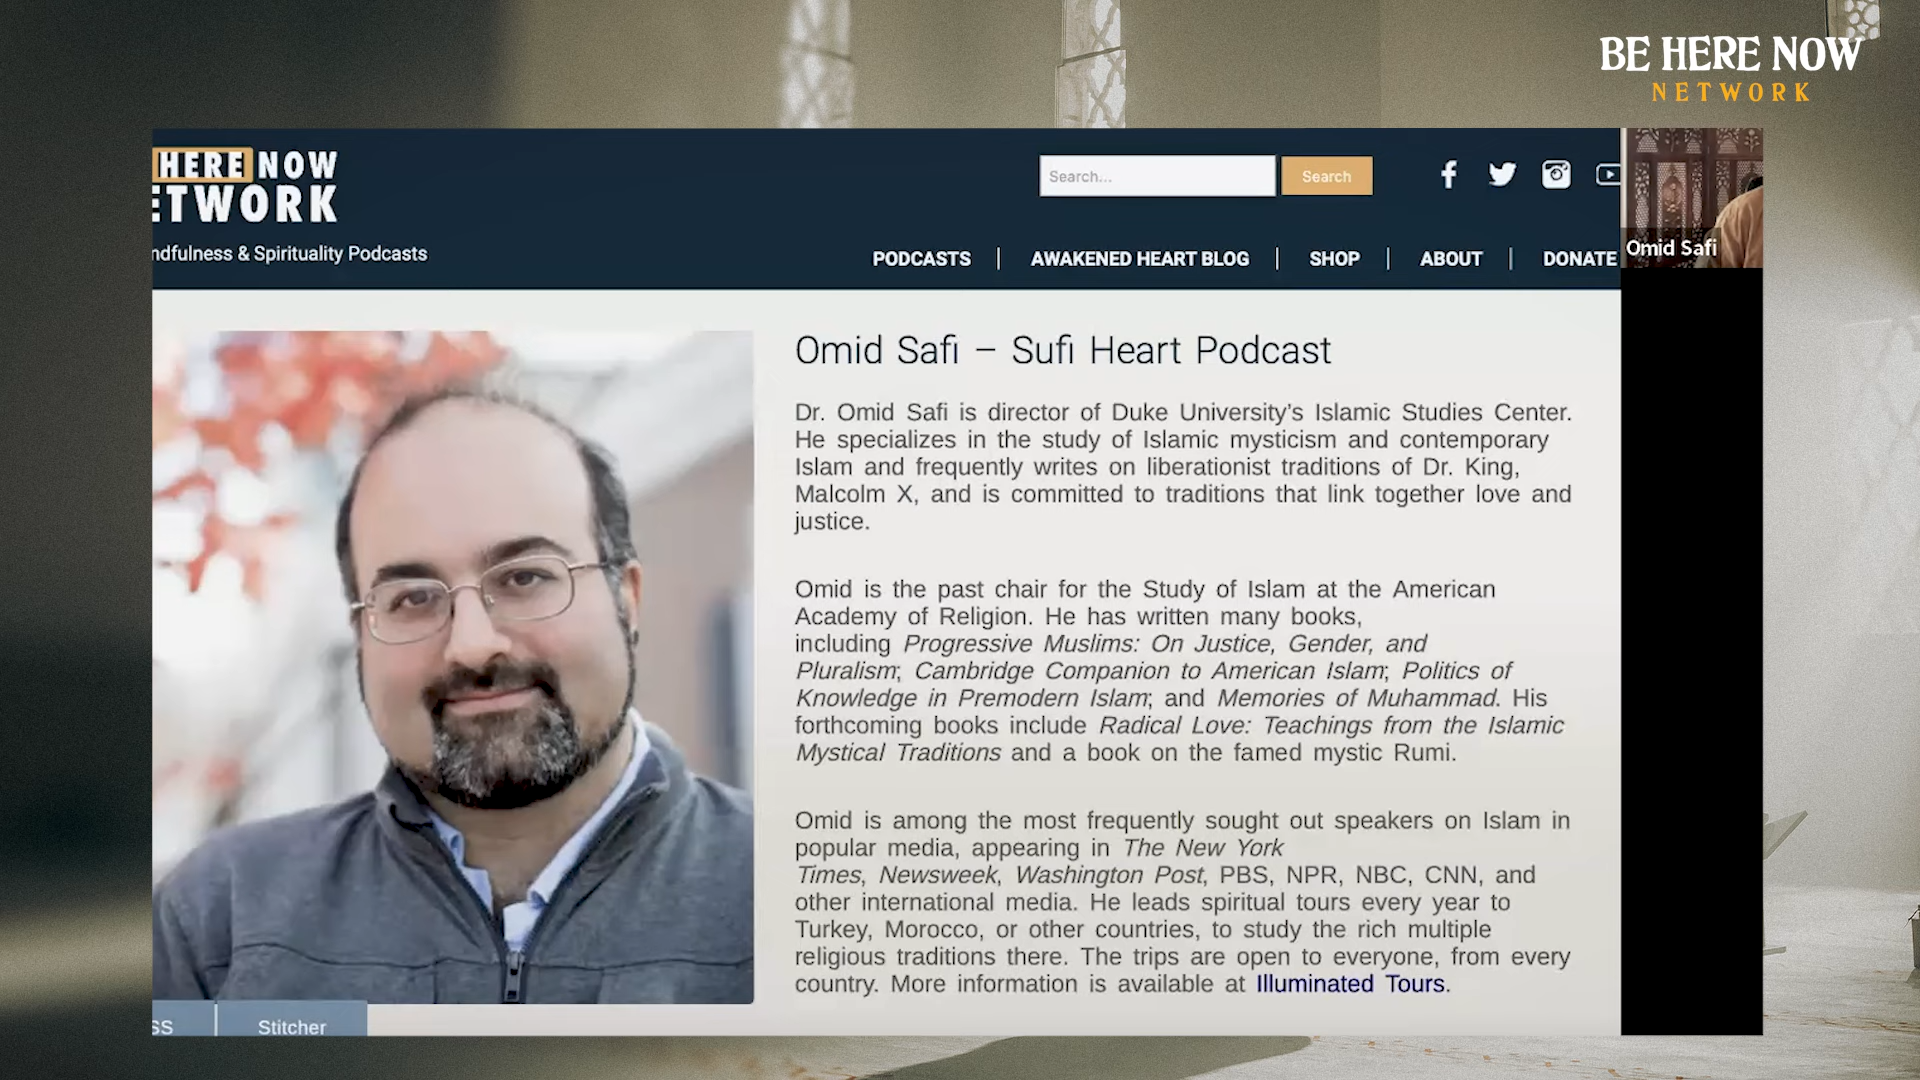 BE HERE NOW
NETWORK
HERE NOW
ETWORK
ndfulness & Spirituality Podcasts
Search...
Search
PODCASTS | AWAKENED HEART BLOG | SHOP | ABOUT | DONATE
Omid Safi
Omid Safi – Sufi Heart Podcast
Dr. Omid Safi is director of Duke University’s Islamic Studies Center.
He specializes in the study of Islamic mysticism and contemporary
Islam and frequently writes on liberationist traditions of Dr. King,
Malcolm X, and is committed to traditions that link together love and
justice.
Omid is the past chair for the Study of Islam at the American
Academy of Religion. He has written many books,
including Progressive Muslims: On Justice, Gender, and
Pluralism; Cambridge Companion to American Islam; Politics of
Knowledge in Premodern Islam; and Memories of Muhammad. His
forthcoming books include Radical Love: Teachings from the Islamic
Mystical Traditions and a book on the famed mystic Rumi.
Omid is among the most frequently sought out speakers on Islam in
popular media, appearing in The New York
Times, Newsweek, Washington Post, PBS, NPR, NBC, CNN, and
other international media. He leads spiritual tours every year to
Turkey, Morocco, or other countries, to study the rich multiple
religious traditions there. The trips are open to everyone, from every
country. More information is available at Illuminated Tours.
SS
Stitcher